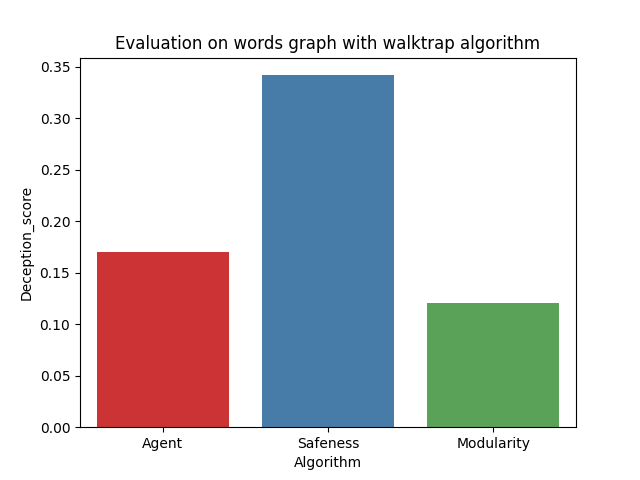 Evaluation on words graph with walktrap algorithm
Deception_score
0.35
0.30
0.25
0.20
0.15
0.10
0.05
0.00
Agent Safeness Modularity
Algorithm